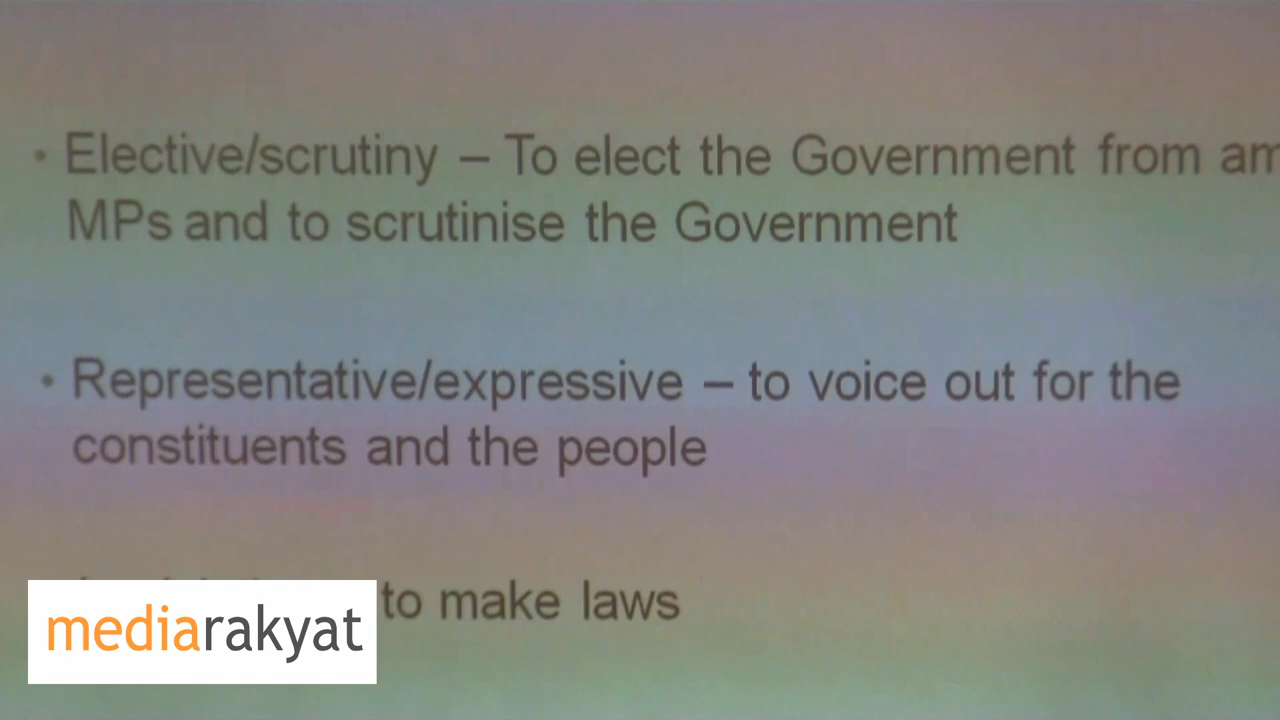 • Elective/scrutiny – To elect the Government from
MPs and to scrutinise the Government
• Representative/expressive – to voice out for the
constituents and the people
to make laws
mediarakyat